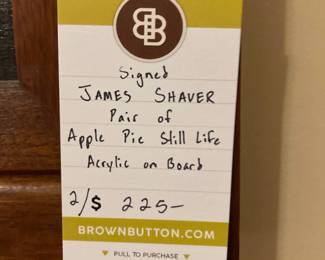 BB
Signed
JAMES SHAVER
Pair of
Apple Pie Still Life
Acrylic on Board
2/$ 225-
BROWNBUTTON.COM
▼ PULL TO PURCHASE ▼